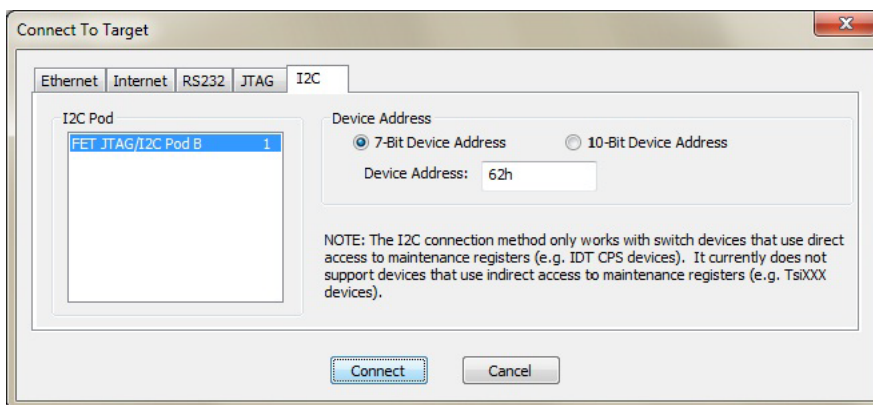 Connect To Target
Ethernet Internet RS232 JTAG I2C
I2C Pod
FET JTAG/I2C Pod B 1
Device Address
7-Bit Device Address 10-Bit Device Address
Device Address: 62h
NOTE: The I2C connection method only works with switch devices that use direct
access to maintenance registers (e.g. IDT CPS devices). It currently does not
support devices that use indirect access to maintenance registers (e.g. TsiXXX
devices).
Connect Cancel